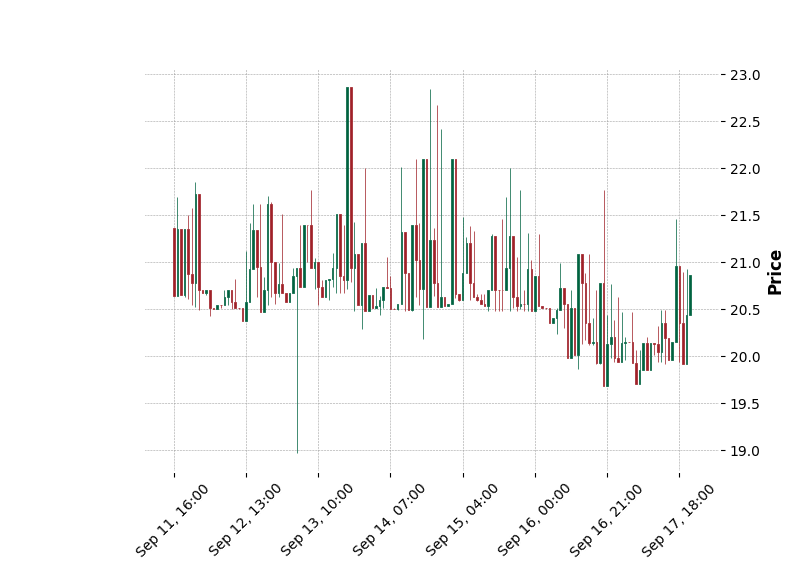 23.0
22.5
22.0
21.5
21.0
20.5
20.0
19.5
19.0
Price
Sep 11, 16:00
Sep 12, 13:00
Sep 13, 10:00
Sep 14, 07:00
Sep 15, 04:00
Sep 16, 00:00
Sep 16, 21:00
Sep 17, 18:00